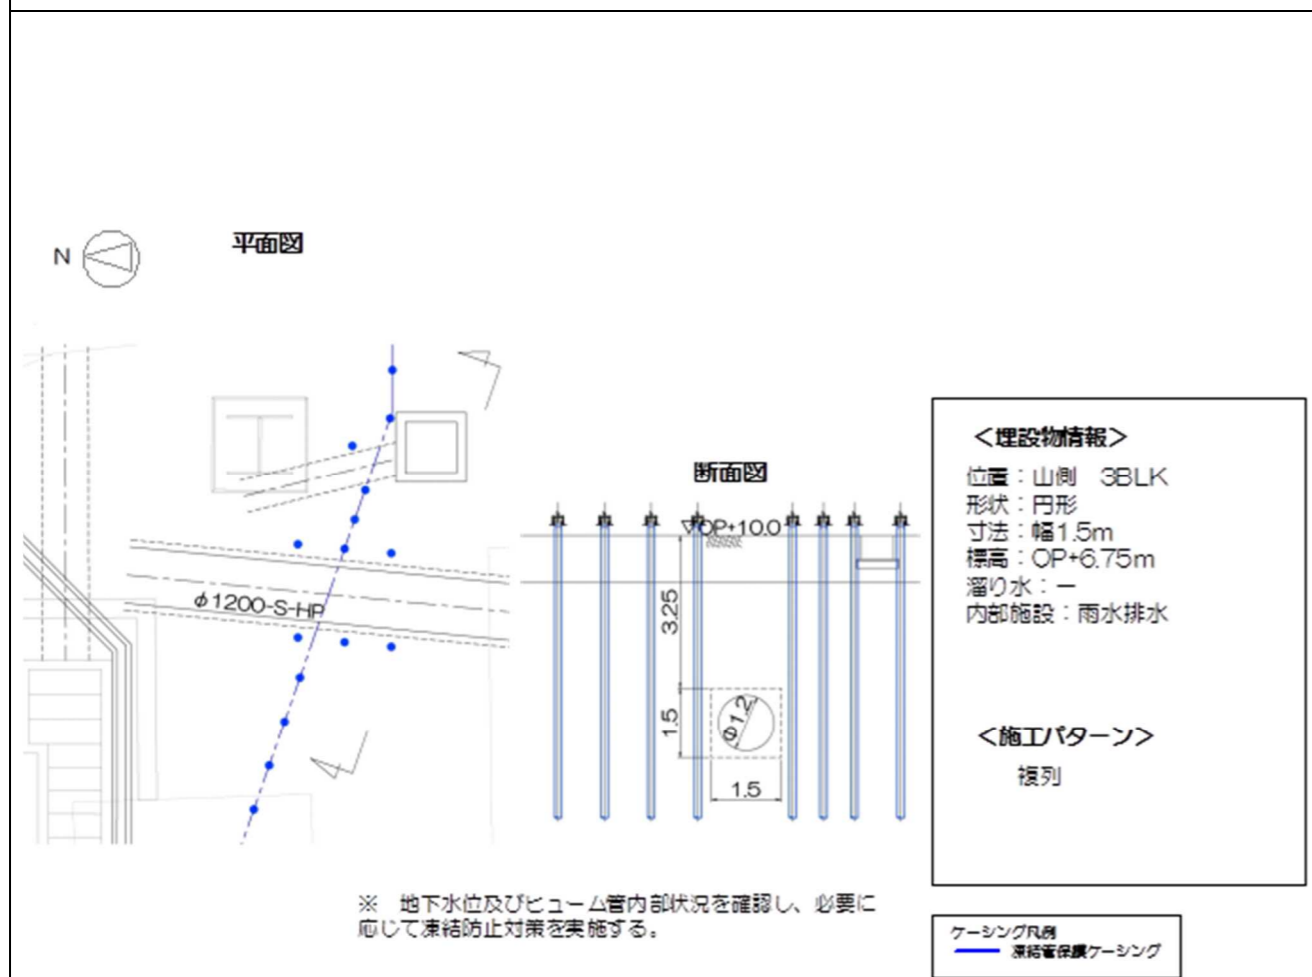 平面図
N
φ1200-S-HP
断面図
▽OP+10.0
3.25
1.5
Φ1.2
1.5
<埋設物情報>
位置：山側 3BLK
形状：円形
寸法：幅1.5m
標高：OP+6.75m
溜り水：ー
内部施設：雨水排水
<施工パターン>
複列
※ 地下水位及びヒューム管内部状況を確認し、必要に
応じて凍結防止対策を実施する。
ケーシング凡例
凍結管保護ケーシング